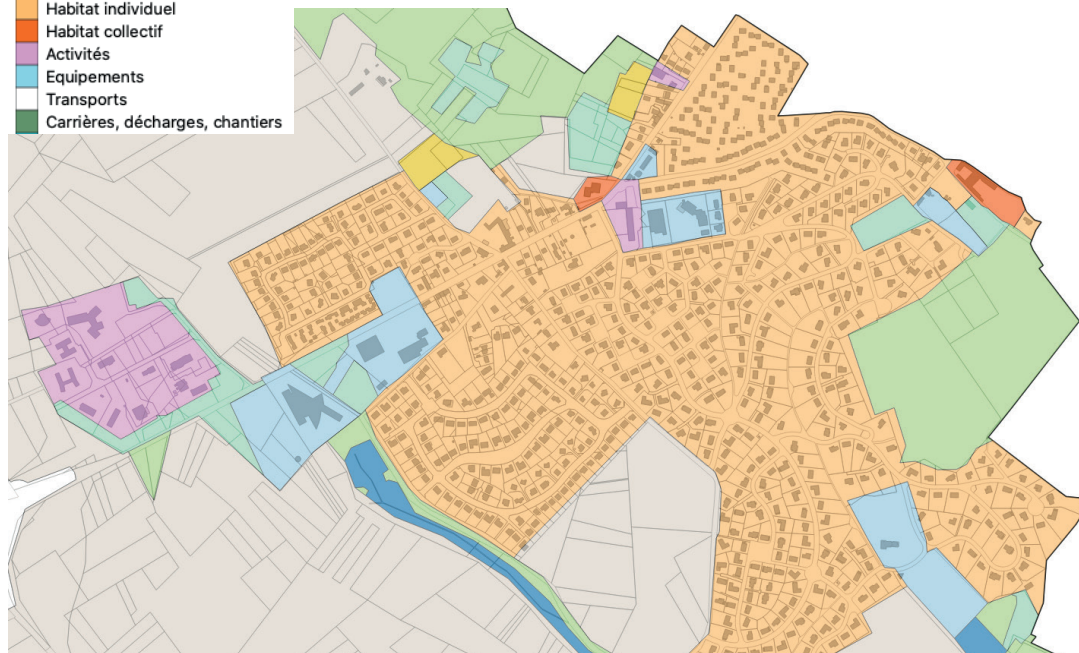 Habitat individuel
Habitat collectif
Activités
Equipements
Transports
Carrières, décharges, chantiers